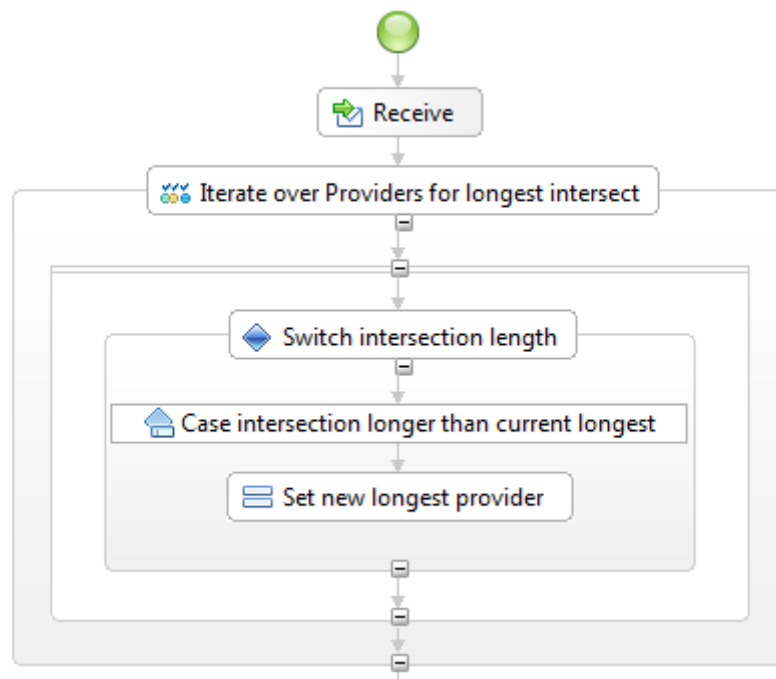 Receive
Iterate over Providers for longest intersect
Switch intersection length
Case intersection longer than current longest
Set new longest provider